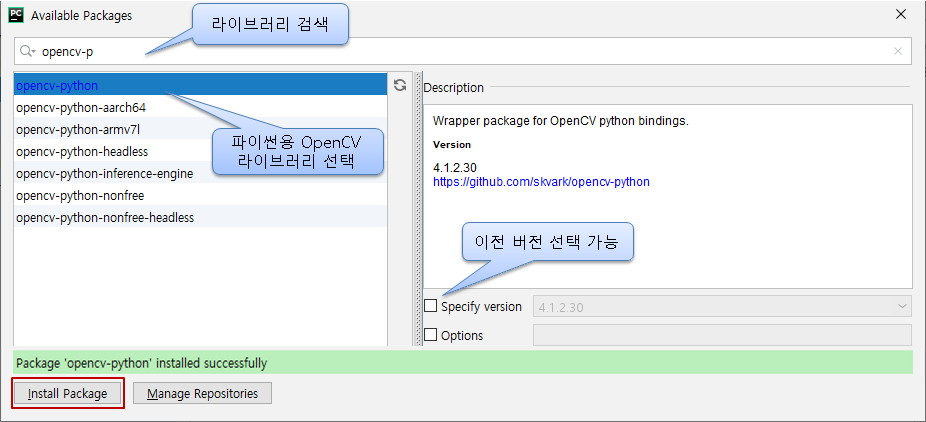 PC Available Packages
라이브러리 검색
opencv-p
opencv-python
opencv-python-aarch64
opencv-python-armv7l
opencv-python-headless
opencv-python-inference-engine
opencv-python-nonfree
opencv-python-nonfree-headless
파이썬용 OpenCV
라이브러리 선택
Description
Wrapper package for OpenCV python bindings.
Version
4.1.2.30
https://github.com/skvark/opencv-python
이전 버전 선택 가능
Specify version 4.1.2.30
Options
Package 'opencv-python' installed successfully
Install Package Manage Repositories